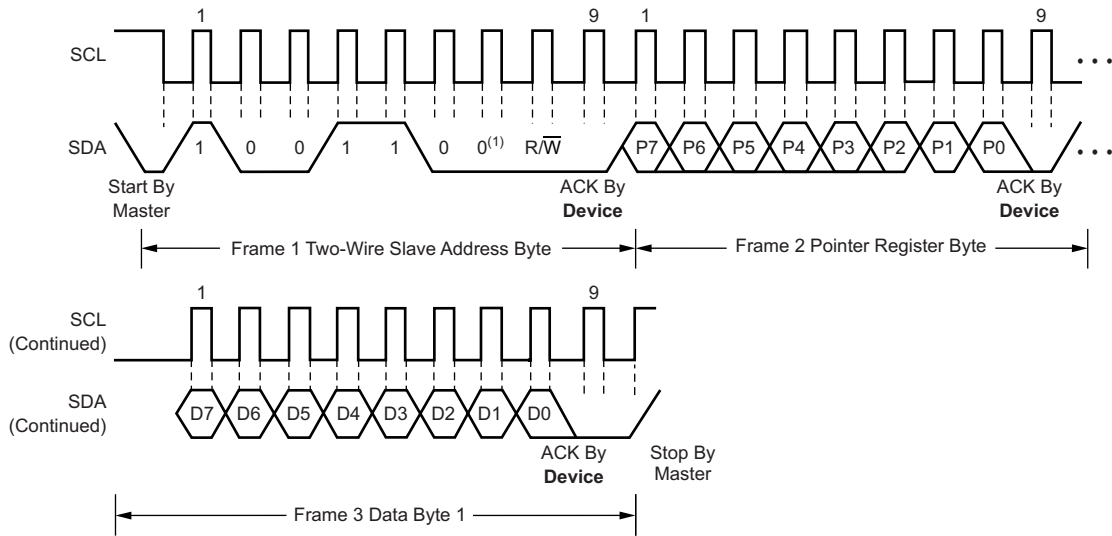 1 9 1 9
SCL
SDA 1 0 0 1 1 0 0(1) R/W̅ P7 P6 P5 P4 P3 P2 P1 P0
Start By Master
ACK By Device
ACK By Device
Frame 1 Two-Wire Slave Address Byte
Frame 2 Pointer Register Byte
1 9
SCL
(Continued)
SDA
(Continued)
D7 D6 D5 D4 D3 D2 D1 D0
ACK By Device
Stop By Master
Frame 3 Data Byte 1